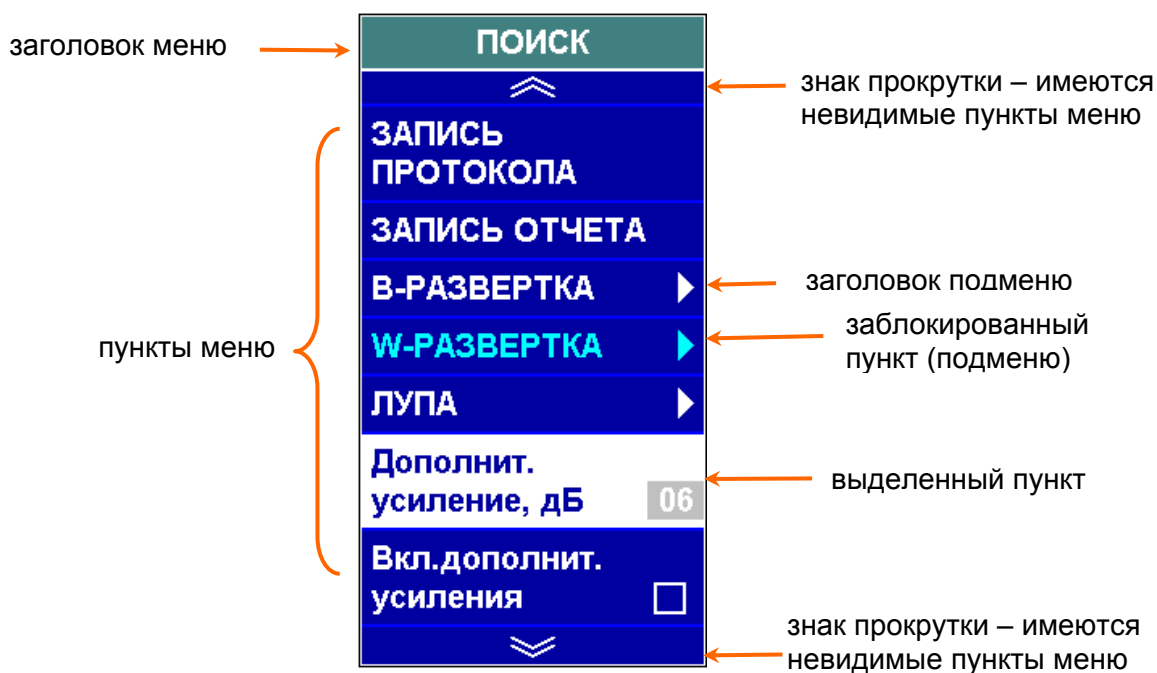 заголовок меню
ПОИСК
знак прокрутки – имеются
невидимые пункты меню
ЗАПИСЬ
ПРОТОКОЛА
ЗАПИСЬ ОТЧЕТА
В-РАЗВЕРТКА
заголовок подменю
W-РАЗВЕРТКА
заблокированный
пункт (подменю)
пункты меню
ЛУПА
Дополнит.
усиление, дБ 06
выделенный пункт
Вкл.дополнит.
усиления
знак прокрутки – имеются
невидимые пункты меню